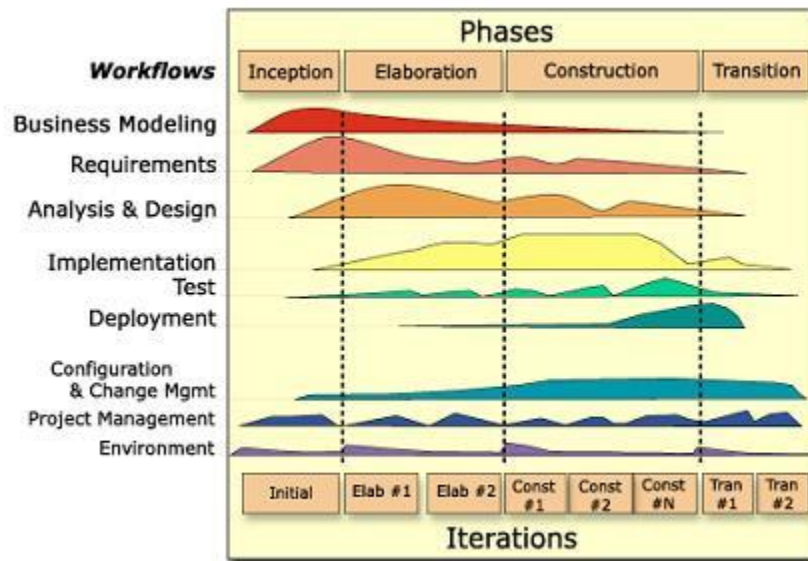 Phases
Workflows
Inception
Elaboration
Construction
Transition
Business Modeling
Requirements
Analysis & Design
Implementation
Test
Deployment
Configuration
& Change Mgmt
Project Management
Environment
Initial
Elab #1
Elab #2
Const
#1
Const
#2
Const
#N
Tran
#1
Tran
#2
Iterations